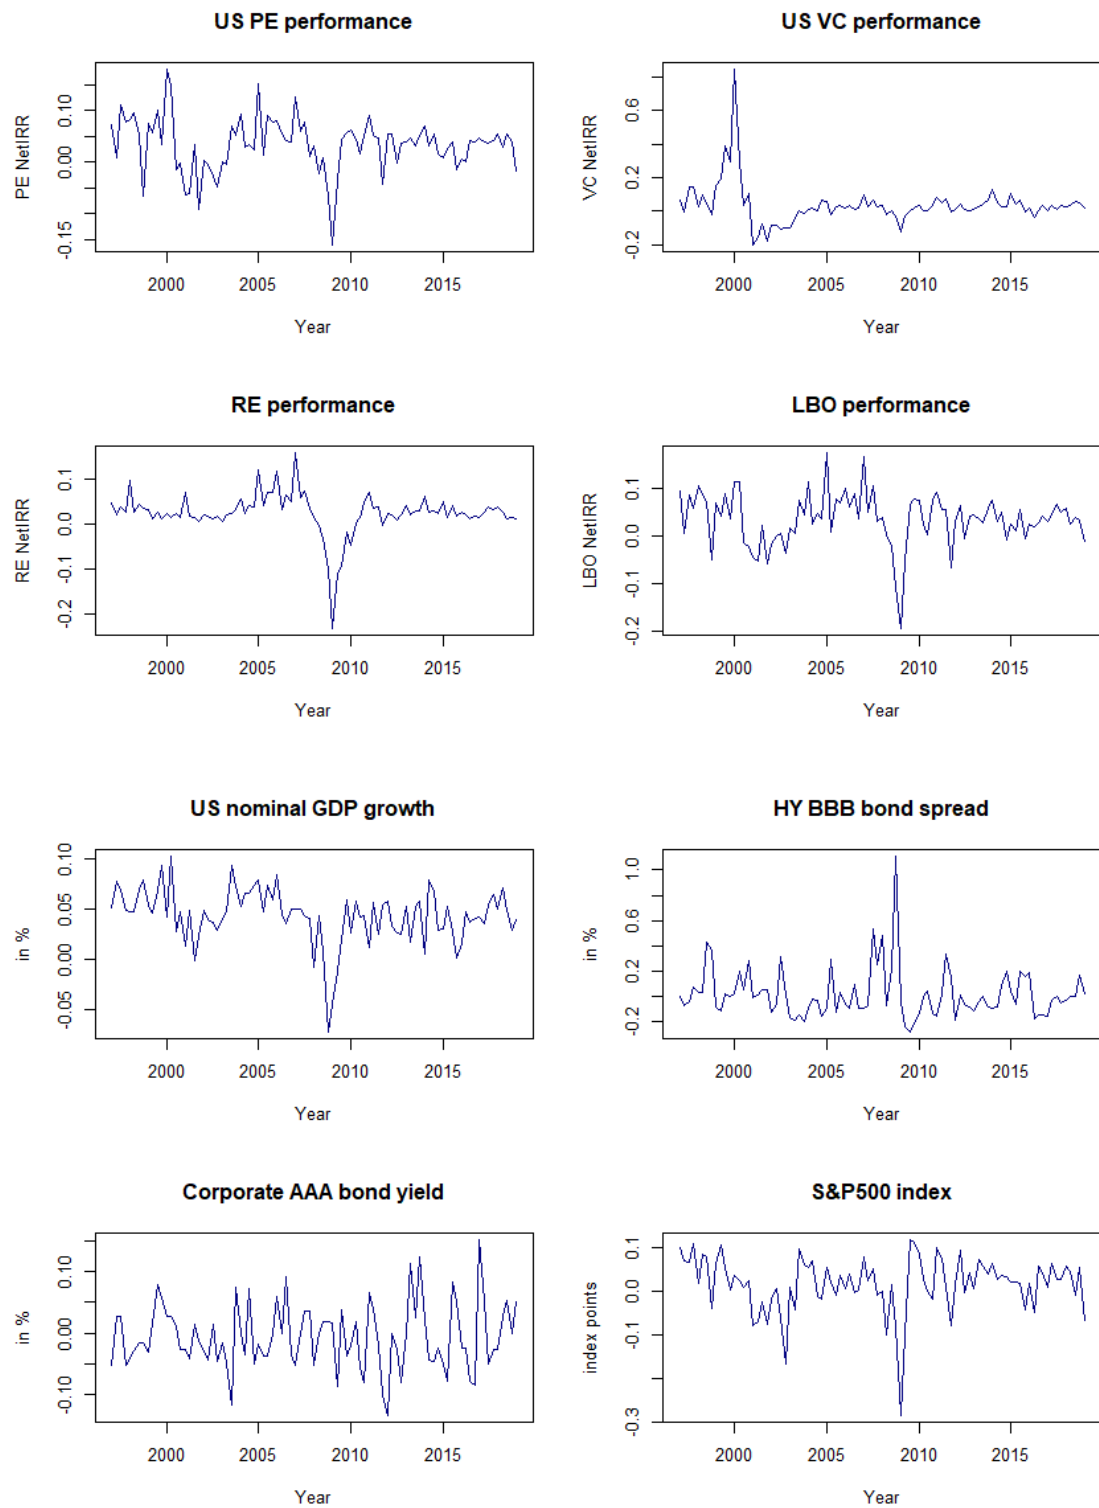 US PE performance
PE NetIRR
0.10
0.00
-0.15
2000 2005 2010 2015
Year
US VC performance
VC NetIRR
0.6
0.2
-0.2
2000 2005 2010 2015
Year
RE performance
RE NetIRR
0.1
0.0
-0.1
-0.2
2000 2005 2010 2015
Year
LBO performance
LBO NetIRR
0.1
0.0
-0.1
-0.2
2000 2005 2010 2015
Year
US nominal GDP growth
in %
0.10
0.05
0.00
-0.05
2000 2005 2010 2015
Year
HY BBB bond spread
in %
1.0
0.6
0.2
-0.2
2000 2005 2010 2015
Year
Corporate AAA bond yield
in %
0.10
0.00
-0.10
2000 2005 2010 2015
Year
S&P500 index
index points
0.1
0.0
-0.1
-0.3
2000 2005 2010 2015
Year